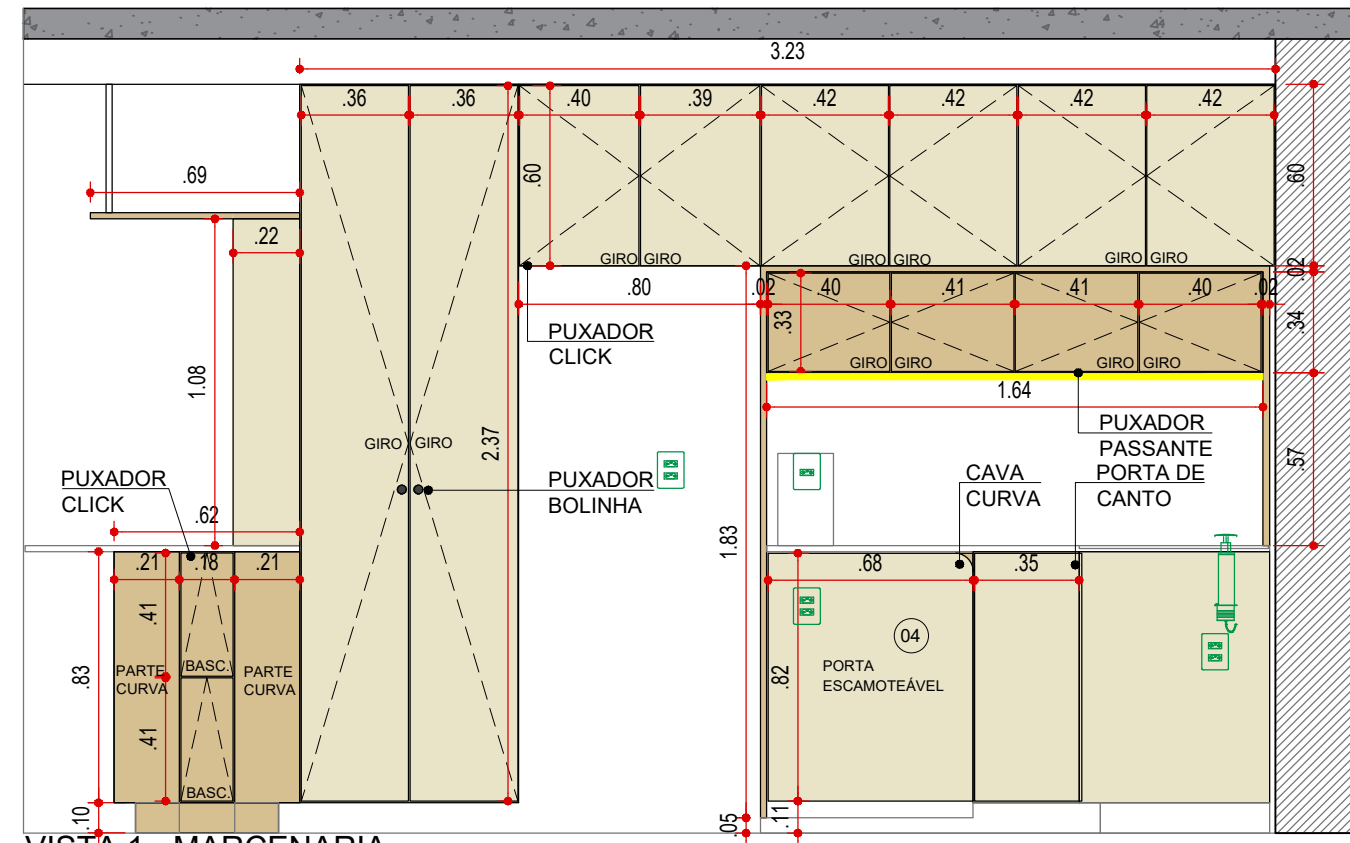 3.23
.36
.36
.40
.39
.42
.42
.42
.42
.69
.60
.60
.22
GIRO
GIRO
GIRO
GIRO
GIRO
GIRO
.02
.80
.02
.40
.41
.41
.40
.02
.33
.34
PUXADOR
CLICK
GIRO
GIRO
GIRO
GIRO
1.08
1.64
PUXADOR
PASSANTE
GIRO
GIRO
2.37
.57
PUXADOR
CLICK
PUXADOR
BOLINHA
CAVA
CURVA
PORTA DE
CANTO
.62
1.83
.21
.18
.21
.68
.35
.41
04
.83
PARTE
CURVA
BASC.
PARTE
CURVA
.82
PORTA
ESCAMOTEÁVEL
.41
BASC.
.10
.05
.11
VISTA 1 - MARCENARIA